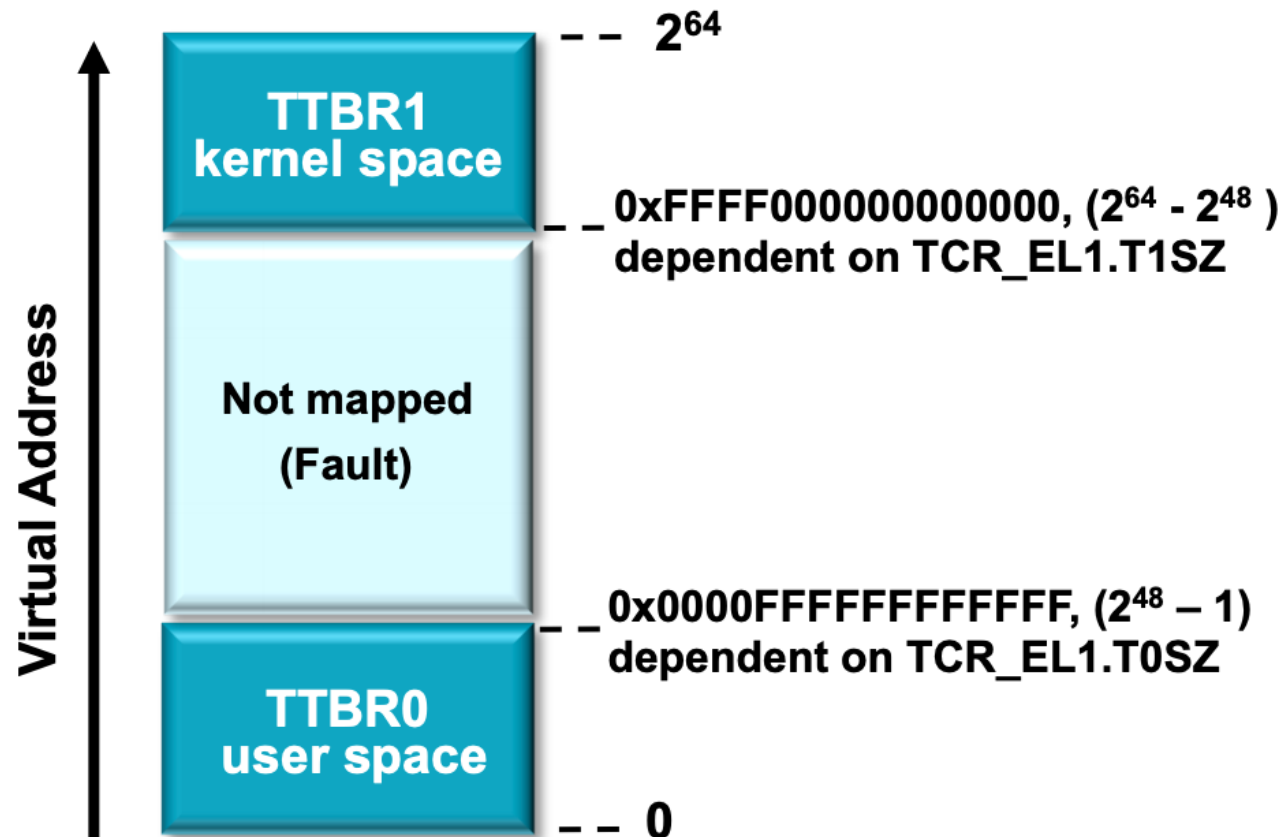 2⁶⁴
TTBR1
kernel space
0xFFFF000000000000, (2⁶⁴ - 2⁴⁸ )
dependent on TCR_EL1.T1SZ
Virtual Address
Not mapped
(Fault)
0x0000FFFFFFFFFFFF, (2⁴⁸ – 1)
dependent on TCR_EL1.T0SZ
TTBR0
user space
0